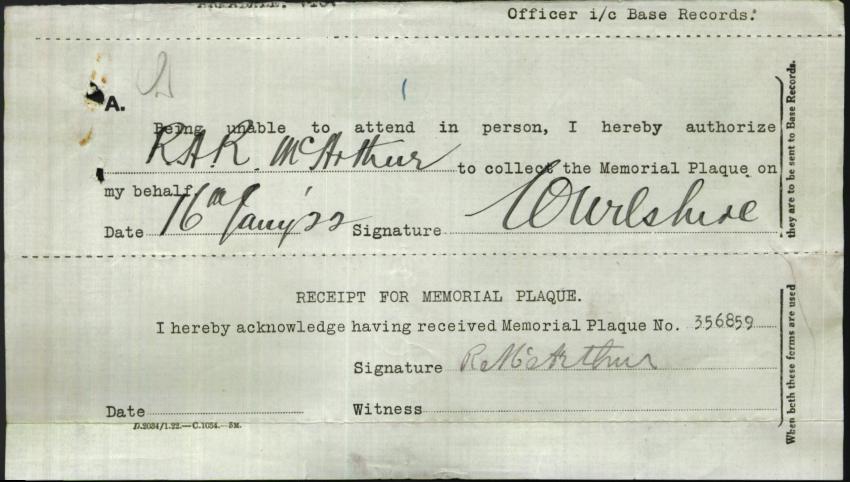 ARMADALE. VIC.
Officer i/c Base Records.
A.
Being unable to attend in person, I hereby authorize
R.A.R. McArthur to collect the Memorial Plaque on
my behalf
Date 16th Jany '22 Signature
RECEIPT FOR MEMORIAL PLAQUE.
I hereby acknowledge having received Memorial Plaque No. 356859
Signature R McArthur
Date Witness
D.2034/1.22.—C.1034.—5M.
When both these forms are used
they are to be sent to Base Records.